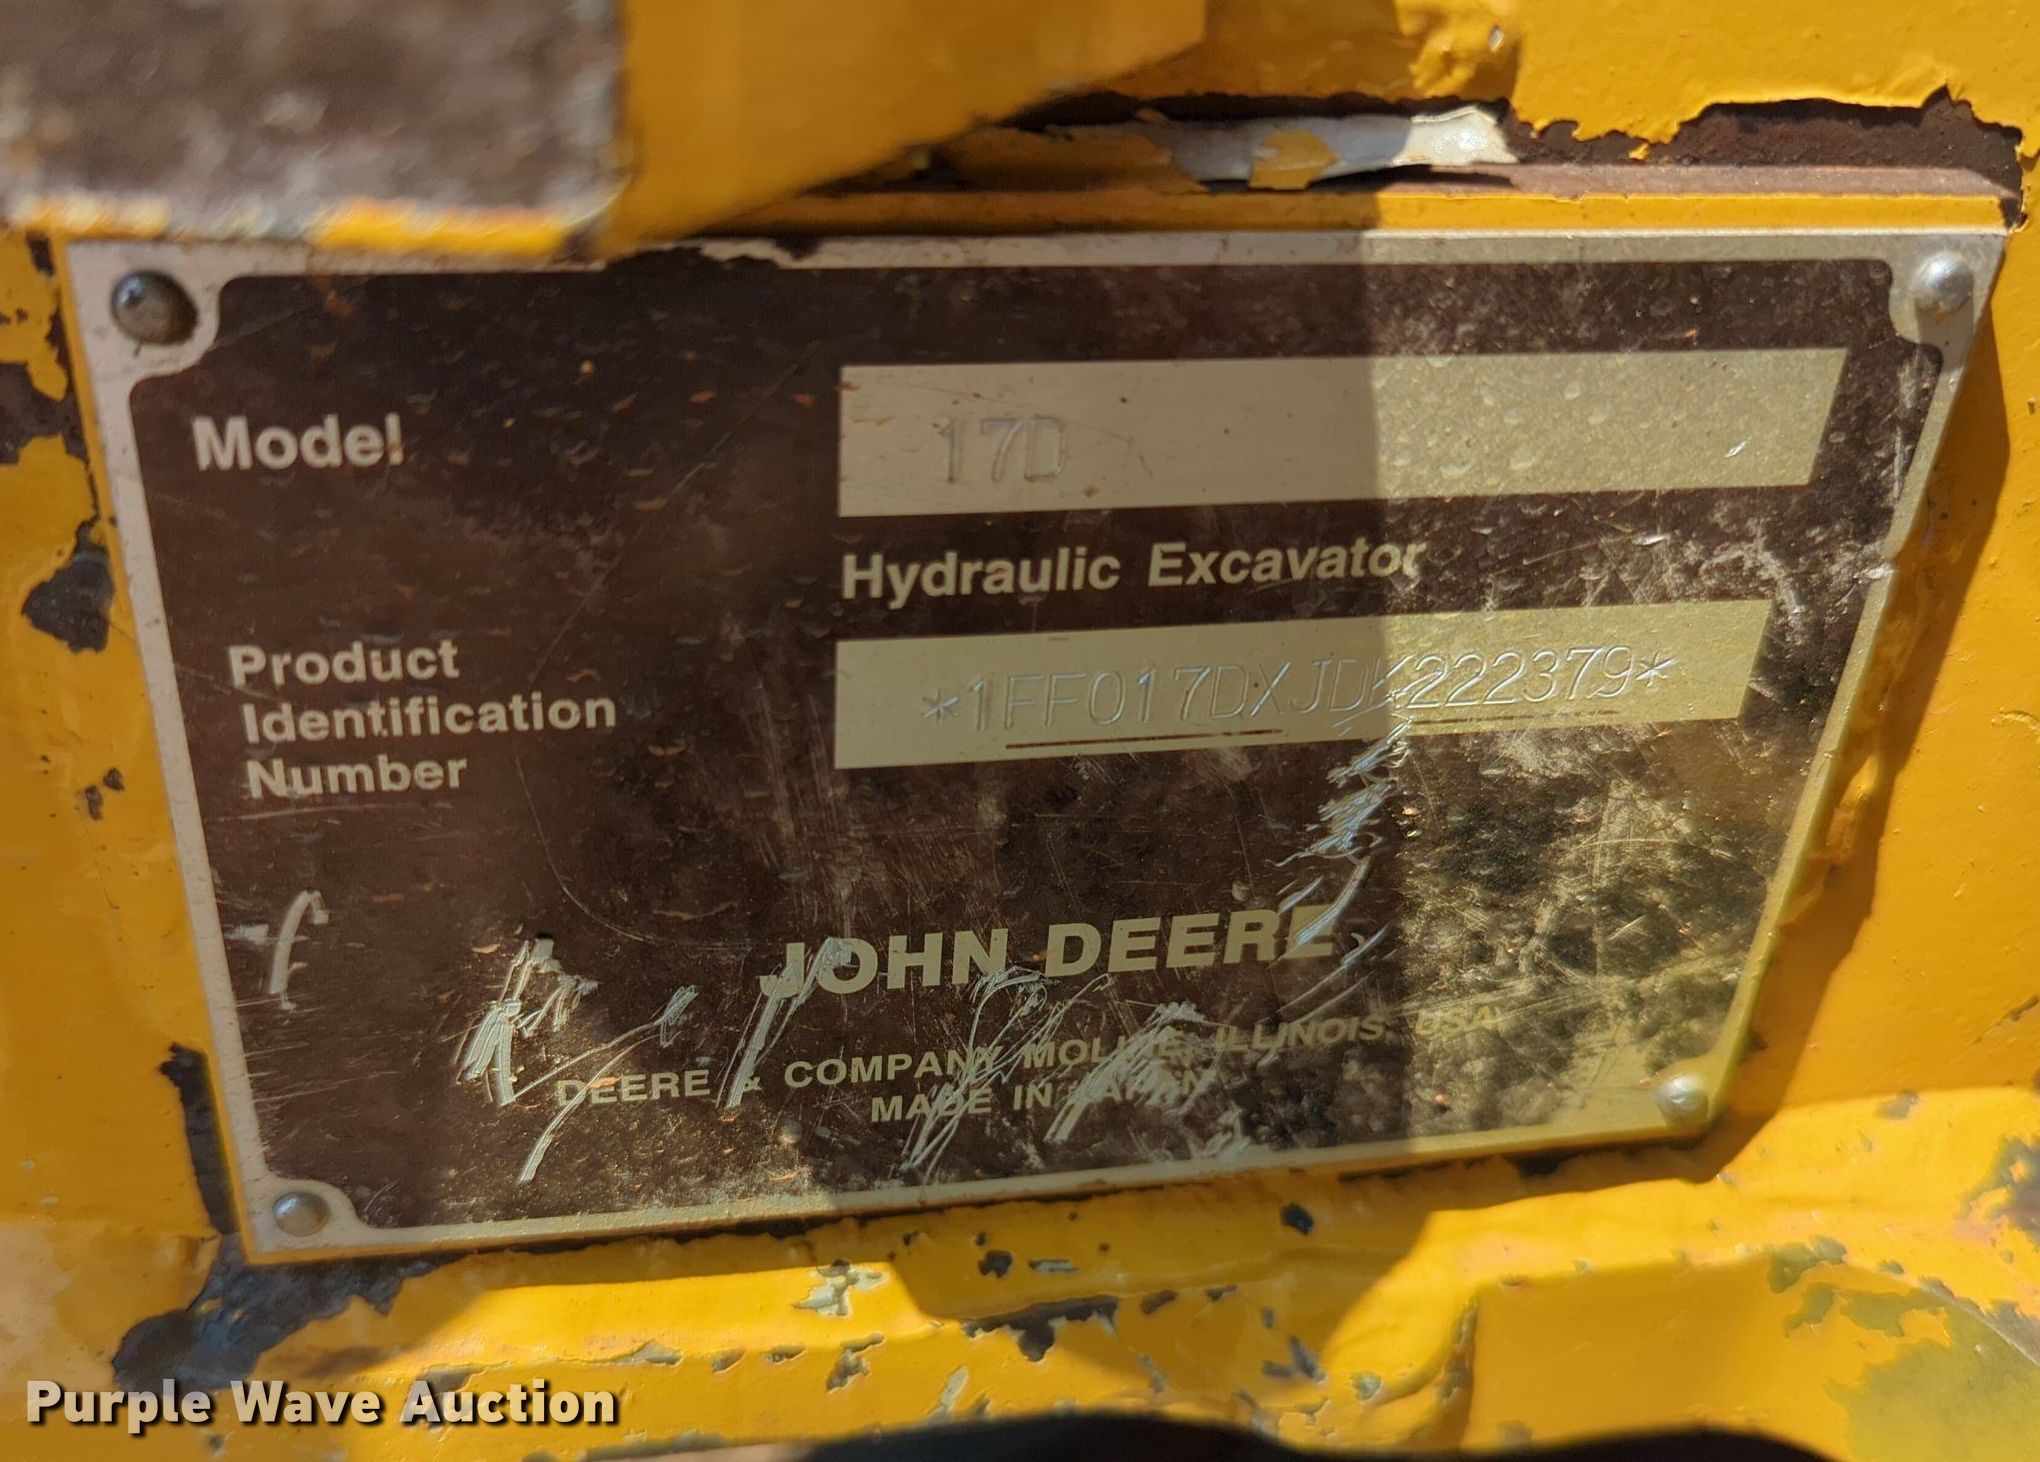 Model
17D
Hydraulic Excavator
Product
Identification
Number
*1FF017DXJDK222379*
JOHN DEERE
DEERE & COMPANY MOLINE, ILLINOIS, USA
MADE IN JAPAN
Purple Wave Auction